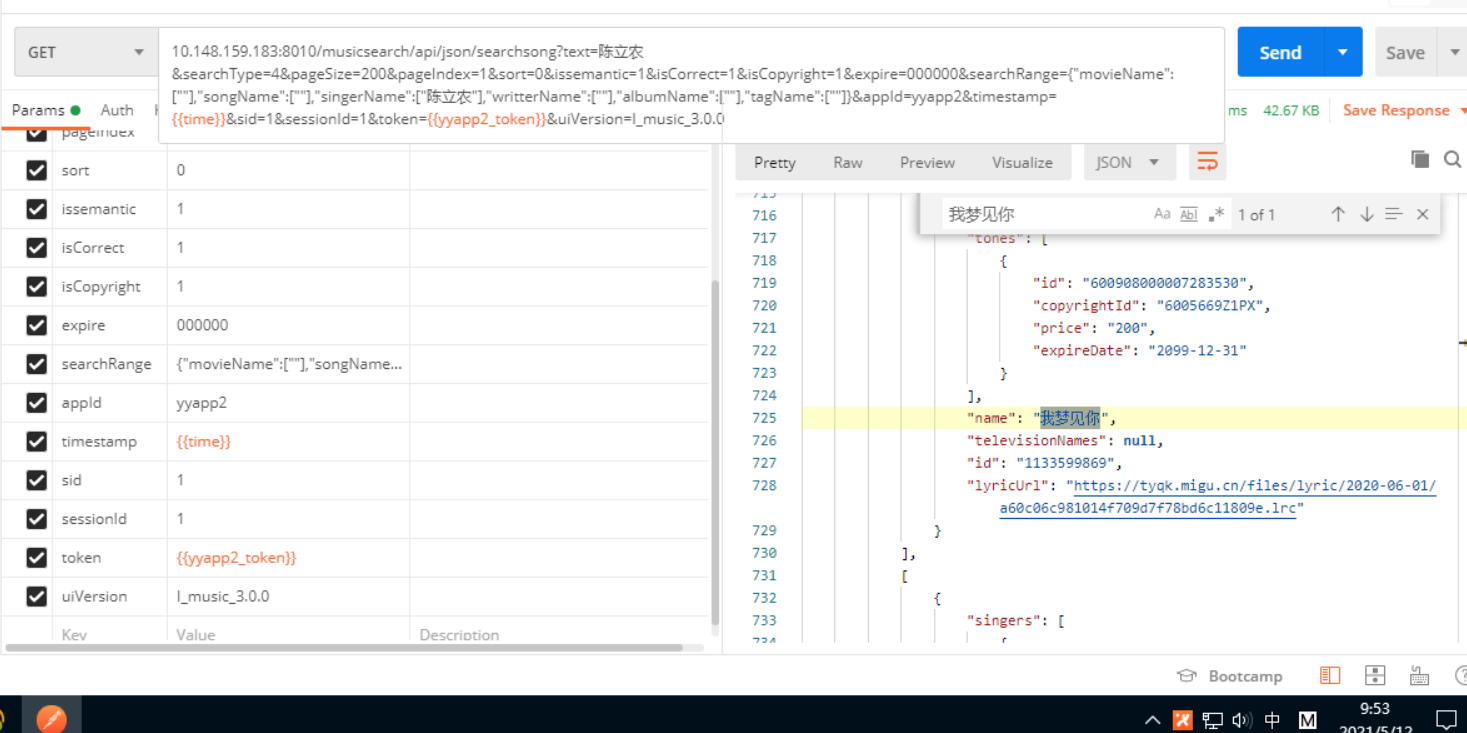 GET
10.148.159.183:8010/musicsearch/api/json/searchsong?text=陈立农
&searchType=4&pageSize=200&pageIndex=1&sort=0&issemantic=1&isCorrect=1&isCopyright=1&expire=000000&searchRange={"movieName":
[""],"songName":[""],"singerName":["陈立农"],"writterName":[""],"albumName":[""],"tagName":[""]}&appId=yyapp2&timestamp=
{{time}}&sid=1&sessionId=1&token={{yyapp2_token}}&uiVersion=I_music_3.0.0
Send
Save
Params
Auth
ms
42.67 KB
Save Response
pageIndex
sort 0
issemantic 1
isCorrect 1
isCopyright 1
expire 000000
searchRange {"movieName":[""],"songName...
appId yyapp2
timestamp {{time}}
sid 1
sessionId 1
token {{yyapp2_token}}
uiVersion I_music_3.0.0
Key Value Description
Pretty Raw Preview Visualize JSON
我梦见你 Aa Abl .* 1 of 1
715
716
717 "tones": [
718 {
719 "id": "600908000007283530",
720 "copyrightId": "6005669Z1PX",
721 "price": "200",
722 "expireDate": "2099-12-31"
723 }
724 ],
725 "name": "我梦见你",
726 "televisionNames": null,
727 "id": "1133599869",
728 "lyricUrl": "https://tyqk.migu.cn/files/lyric/2020-06-01/
a60c06c981014f709d7f78bd6c11809e.lrc"
729 }
730 ],
731 [
732 {
733 "singers": [
734 {
Bootcamp
中 M
9:53
2021/5/12